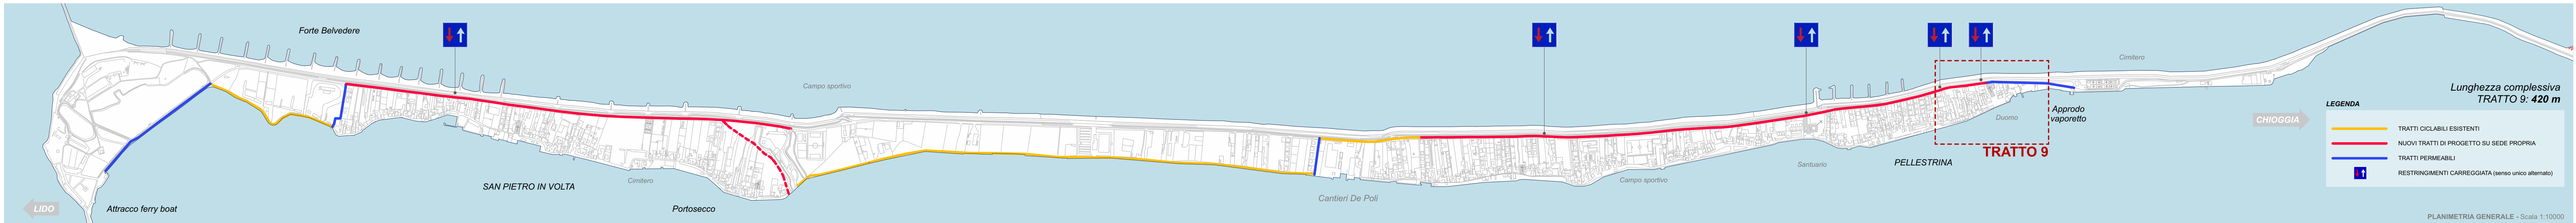 Forte Belvedere
Campo sportivo
Cimitero
Lunghezza complessiva
TRATTO 9: 420 m
LEGENDA
TRATTI CICLABILI ESISTENTI
NUOVI TRATTI DI PROGETTO SU SEDE PROPRIA
TRATTI PERMEABILI
RESTRINGIMENTI CARREGGIATA (senso unico alternato)
CHIOGGIA
Approdo
vaporetto
Duomo
TRATTO 9
PELLESTRINA
Santuario
Campo sportivo
Cantieri De Poli
Cimitero
SAN PIETRO IN VOLTA
Portosecco
Attracco ferry boat
LIDO
PLANIMETRIA GENERALE - Scala 1:10000